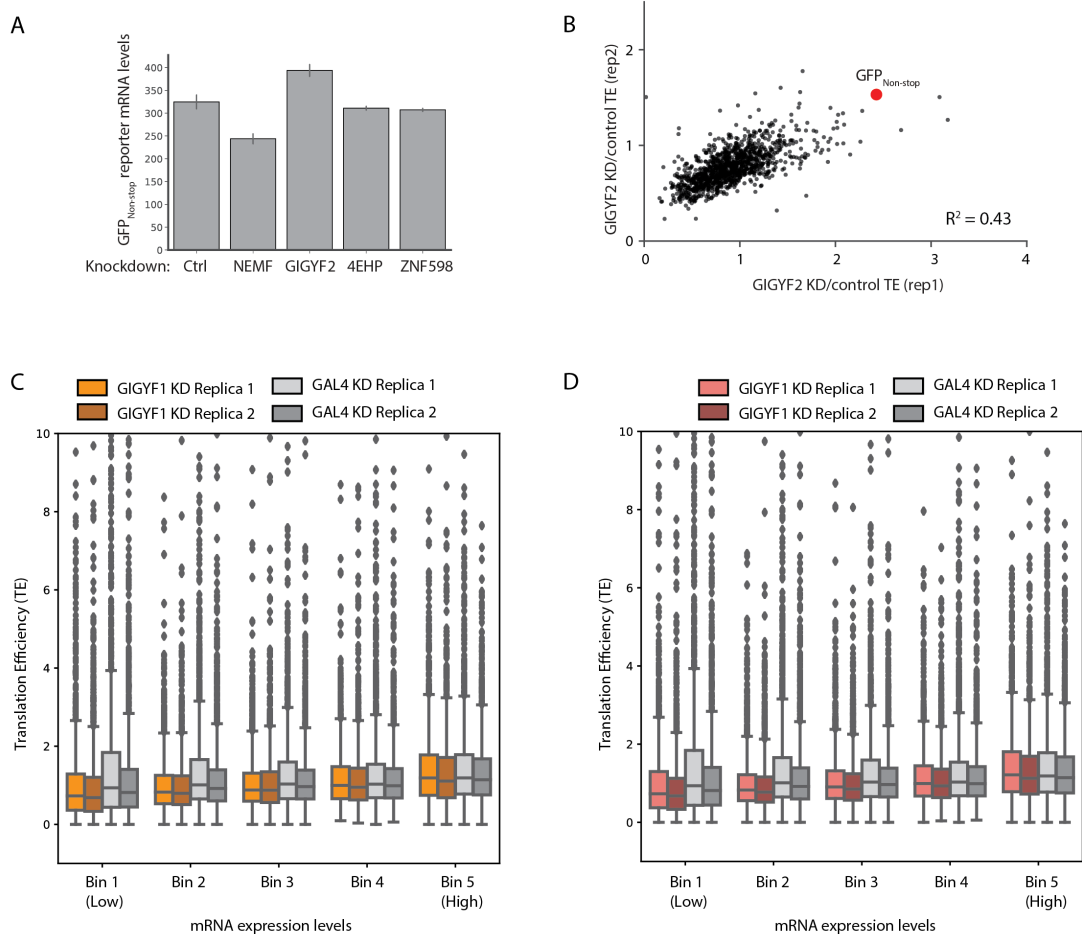 A
GFP Non-stop reporter mRNA levels
400
350
300
250
200
150
100
50
0
Knockdown: Ctrl NEMF GIGYF2 4EHP ZNF598
B
GIGYF2 KD/control TE (rep2)
2
1
0
GFP Non-stop
R² = 0.43
0 1 2 3 4
GIGYF2 KD/control TE (rep1)
C
GIGYF1 KD Replica 1 GAL4 KD Replica 1
GIGYF1 KD Replica 2 GAL4 KD Replica 2
Translation Efficiency (TE)
10
8
6
4
2
0
Bin 1 Bin 2 Bin 3 Bin 4 Bin 5
(Low) (High)
mRNA expression levels
D
GIGYF1 KD Replica 1 GAL4 KD Replica 1
GIGYF1 KD Replica 2 GAL4 KD Replica 2
Translation Efficiency (TE)
10
8
6
4
2
0
Bin 1 Bin 2 Bin 3 Bin 4 Bin 5
(Low) (High)
mRNA expression levels